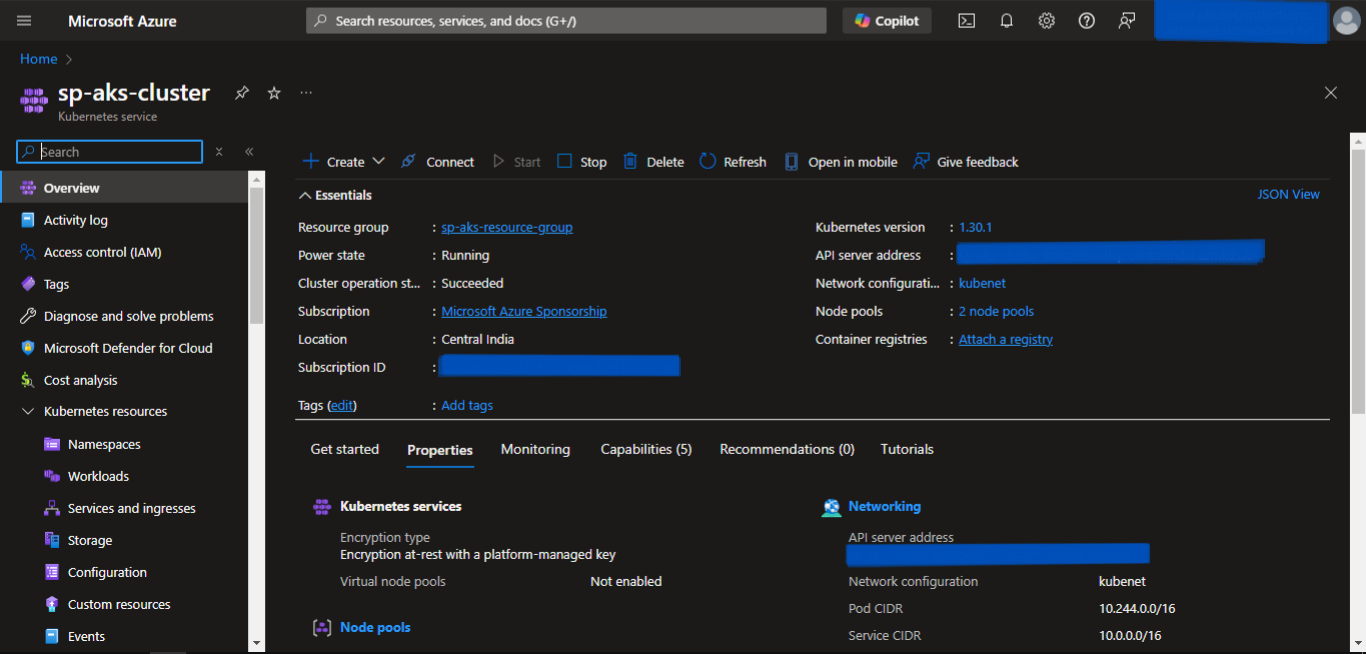 Microsoft Azure
Search resources, services, and docs (G+/)
Copilot
Home
sp-aks-cluster
Kubernetes service
Search
Overview
Activity log
Access control (IAM)
Tags
Diagnose and solve problems
Microsoft Defender for Cloud
Cost analysis
Kubernetes resources
Namespaces
Workloads
Services and ingresses
Storage
Configuration
Custom resources
Events
Create Connect Start Stop Delete Refresh Open in mobile Give feedback
Essentials
JSON View
Resource group : sp-aks-resource-group
Power state : Running
Cluster operation st... : Succeeded
Subscription : Microsoft Azure Sponsorship
Location : Central India
Subscription ID :
Tags (edit) : Add tags
Kubernetes version : 1.30.1
API server address :
Network configurati... : kubenet
Node pools : 2 node pools
Container registries : Attach a registry
Get started Properties Monitoring Capabilities (5) Recommendations (0) Tutorials
Kubernetes services
Encryption type
Encryption at-rest with a platform-managed key
Virtual node pools Not enabled
Node pools
Networking
API server address
Network configuration kubenet
Pod CIDR 10.244.0.0/16
Service CIDR 10.0.0.0/16